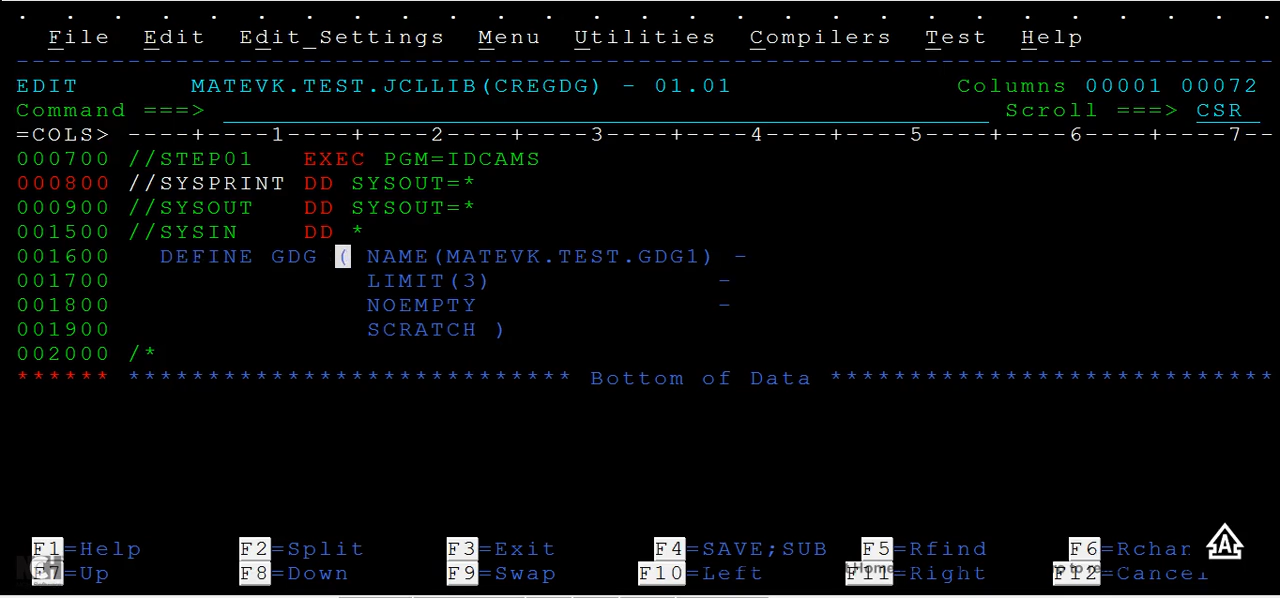 File Edit Edit_Settings Menu Utilities Compilers Test Help
EDIT MATEVK.TEST.JCLLIB(CREGDG) - 01.01 Columns 00001 00072
Command ===> Scroll ===> CSR
=COLS> ----+----1----+----2----+----3----+----4----+----5----+----6----+----7--
000700 //STEP01 EXEC PGM=IDCAMS
000800 //SYSPRINT DD SYSOUT=*
000900 //SYSOUT DD SYSOUT=*
001500 //SYSIN DD *
001600 DEFINE GDG ( NAME(MATEVK.TEST.GDG1) -
001700 LIMIT(3) -
001800 NOEMPTY -
001900 SCRATCH )
002000 /*
****** **************************** Bottom of Data ****************************
F1=Help F2=Split F3=Exit F4=SAVE;SUB F5=Rfind F6=Rchan
F7=Up F8=Down F9=Swap F10=Left F11=Right F12=Cancel